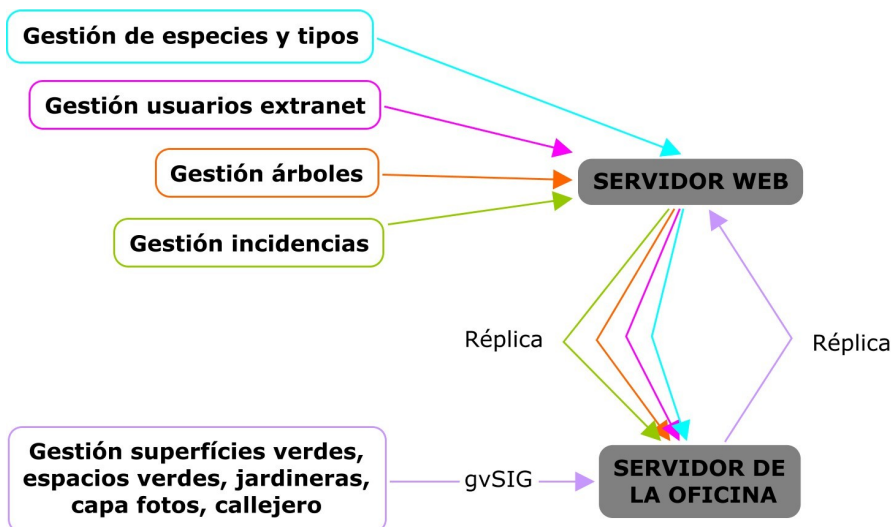 Gestión de especies y tipos
Gestión usuarios extranet
Gestión árboles
SERVIDOR WEB
Gestión incidencias
Réplica
Réplica
Gestión superfícies verdes,
espacios verdes, jardineras,
capa fotos, callejero
gvSIG
SERVIDOR DE
LA OFICINA